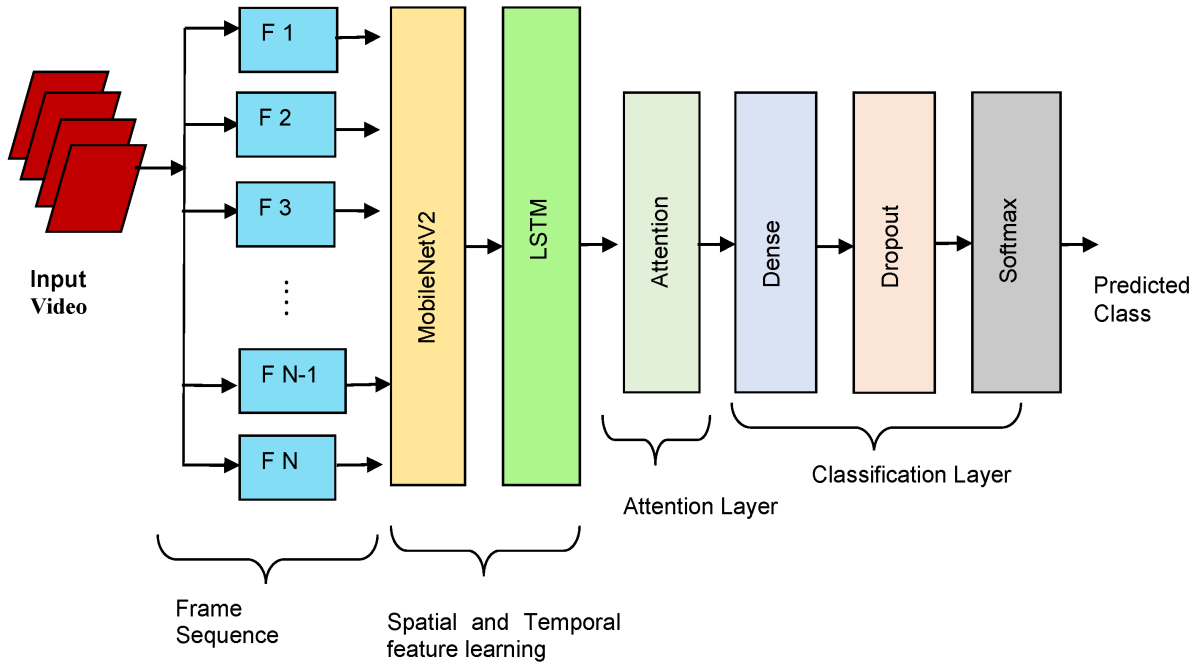 F 1
F 2
F 3
F N-1
F N
Input
Video
MobileNetV2
LSTM
Attention
Dense
Dropout
Softmax
Predicted
Class
Classification Layer
Attention Layer
Frame
Sequence
Spatial and Temporal
feature learning